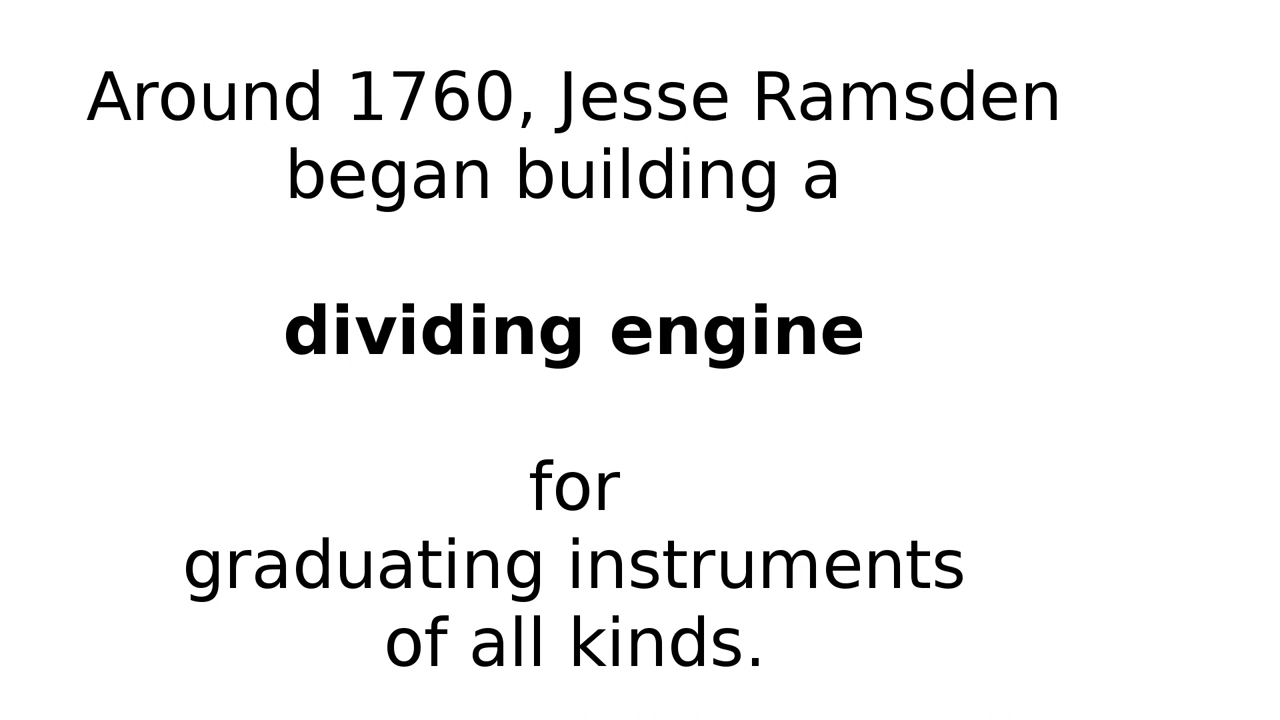 Around 1760, Jesse Ramsden
began building a
dividing engine
for
graduating instruments
of all kinds.